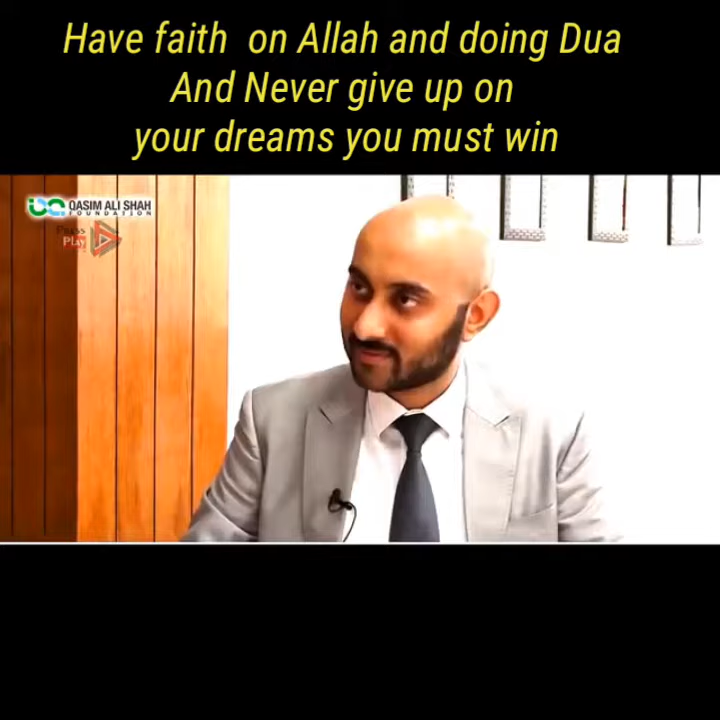 Have faith on Allah and doing Dua
And Never give up on
your dreams you must win
QASIM ALI SHAH
FOUNDATION
Press
Play